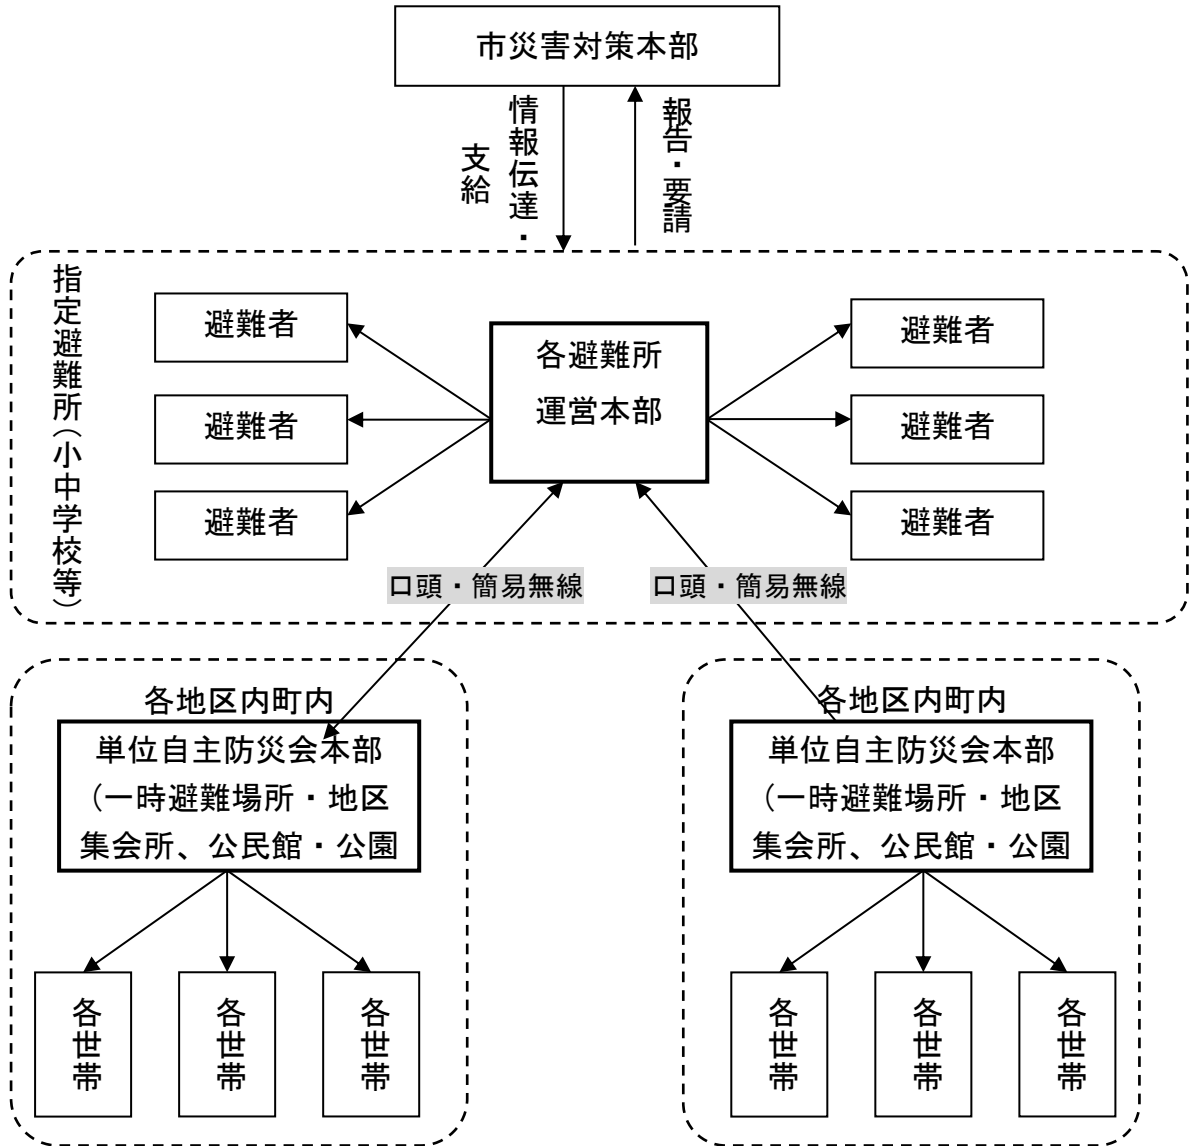 市災害対策本部
情報伝達・
支給
報告・要請
指定避難所（小中学校等）
避難者
避難者
避難者
各避難所
運営本部
避難者
避難者
避難者
口頭・簡易無線
口頭・簡易無線
各地区内町内
単位自主防災会本部
（一時避難場所・地区
集会所、公民館・公園
各世帯
各世帯
各世帯
各地区内町内
単位自主防災会本部
（一時避難場所・地区
集会所、公民館・公園
各世帯
各世帯
各世帯